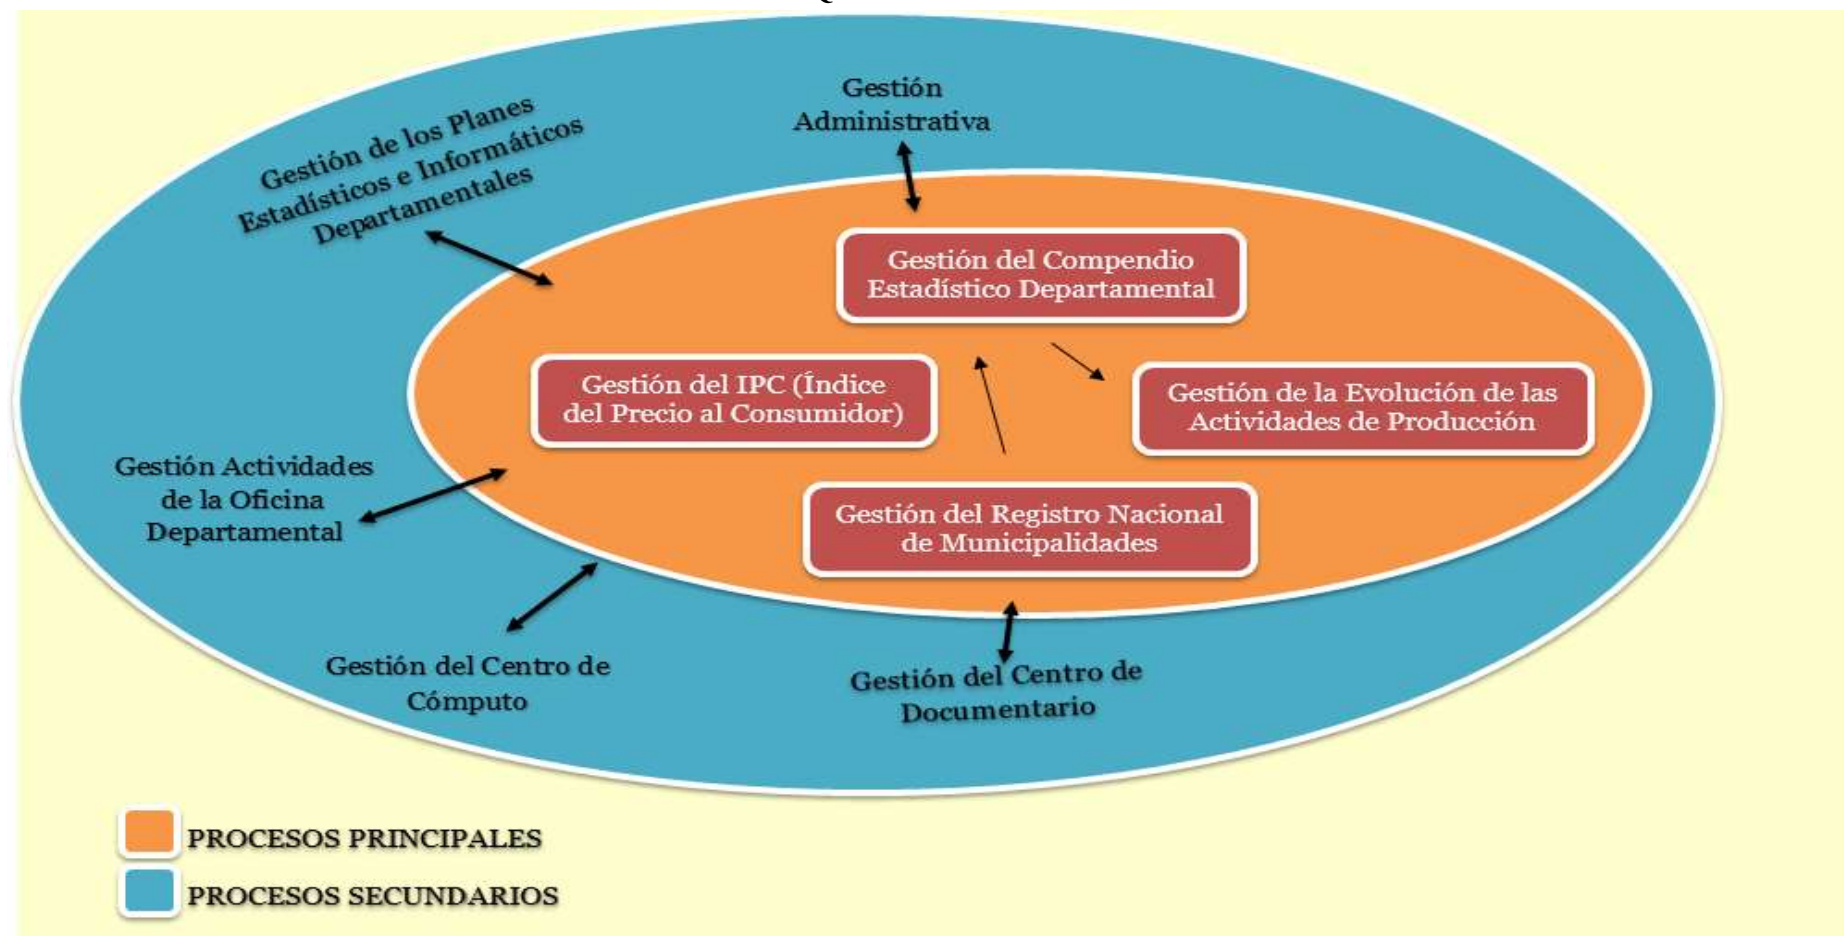 Gestión
Administrativa
Gestión de los Planes
Estadísticos e Informáticos
Departamentales
Gestión del Compendio
Estadístico Departamental
Gestión del IPC (Índice
del Precio al Consumidor)
Gestión de la Evolución de las
Actividades de Producción
Gestión Actividades
de la Oficina
Departamental
Gestión del Registro Nacional
de Municipalidades
Gestión del Centro de
Cómputo
Gestión del Centro de
Documentario
PROCESOS PRINCIPALES
PROCESOS SECUNDARIOS